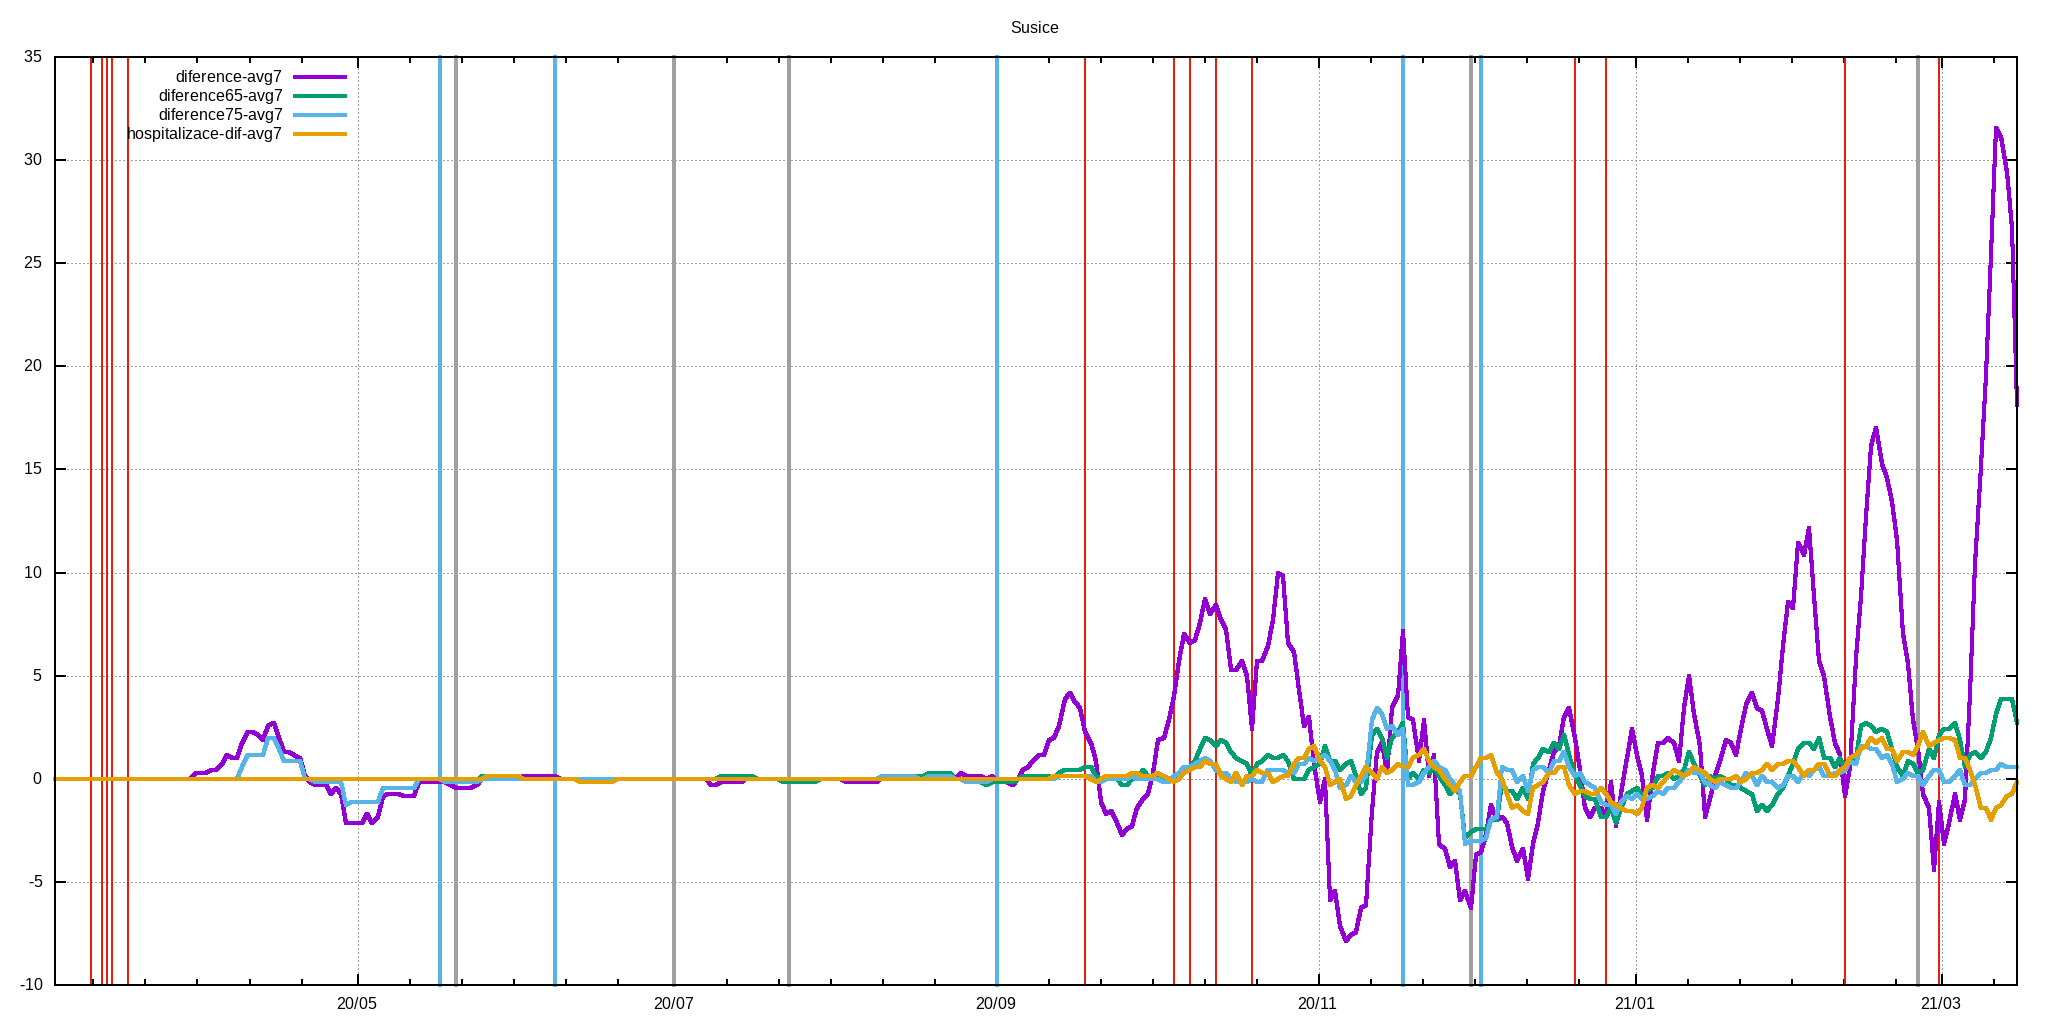 Susice
diference-avg7
diference65-avg7
diference75-avg7
hospitalizace-dif-avg7
35
30
25
20
15
10
5
0
-5
-10
20/05 20/07 20/09 20/11 21/01 21/03